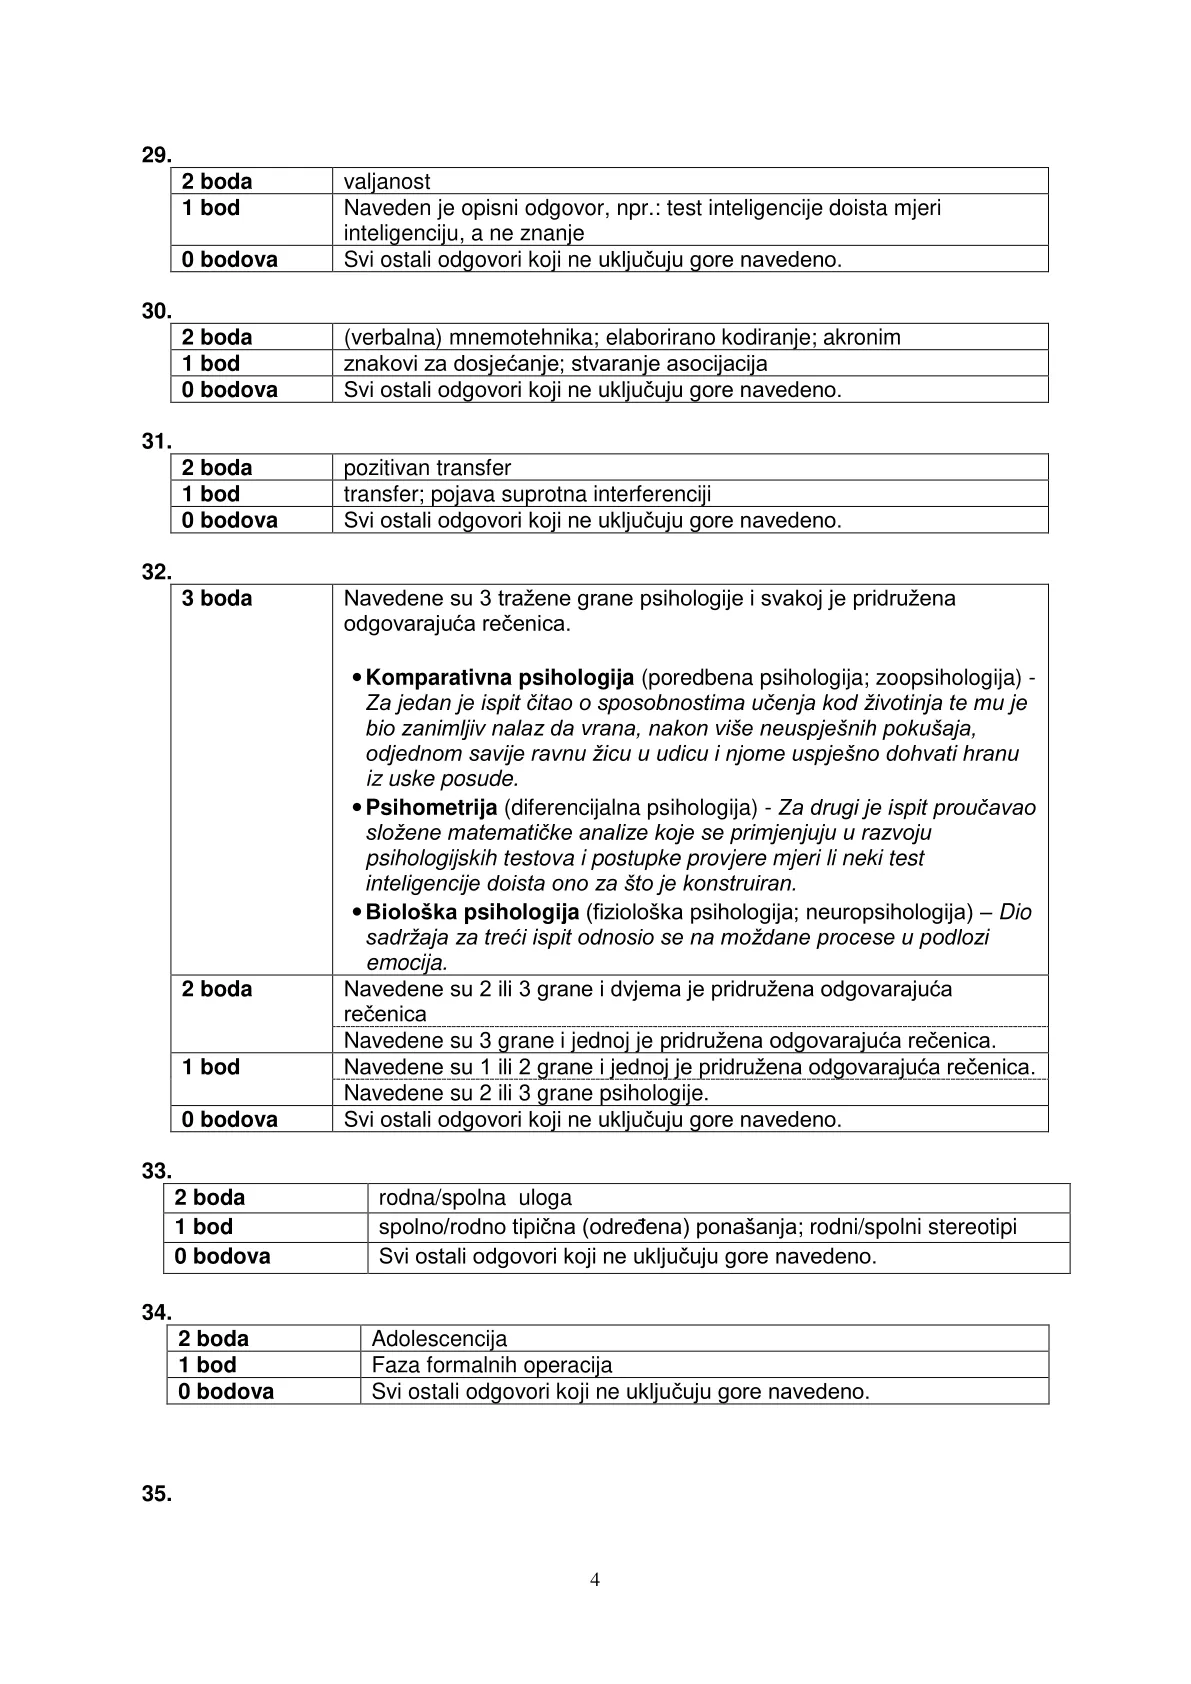 29.
2 boda valjanost
1 bod Naveden je opisni odgovor, npr.: test inteligencije doista mjeri
inteligenciju, a ne znanje
0 bodova Svi ostali odgovori koji ne uključuju gore navedeno.
30.
2 boda (verbalna) mnemotehnika; elaborirano kodiranje; akronim
1 bod znakovi za dosjećanje; stvaranje asocijacija
0 bodova Svi ostali odgovori koji ne uključuju gore navedeno.
31.
2 boda pozitivan transfer
1 bod transfer; pojava suprotna interferenciji
0 bodova Svi ostali odgovori koji ne uključuju gore navedeno.
32.
3 boda Navedene su 3 tražene grane psihologije i svakoj je pridružena
odgovarajuća rečenica.
• Komparativna psihologija (poredbena psihologija; zoopsihologija) -
Za jedan je ispit čitao o sposobnostima učenja kod životinja te mu je
bio zanimljiv nalaz da vrana, nakon više neuspješnih pokušaja,
odjednom savije ravnu žicu u udicu i njome uspješno dohvati hranu
iz uske posude.
• Psihometrija (diferencijalna psihologija) - Za drugi je ispit proučavao
složene matematičke analize koje se primjenjuju u razvoju
psihologijskih testova i postupke provjere mjeri li neki test
inteligencije doista ono za što je konstruiran.
• Biološka psihologija (fiziološka psihologija; neuropsihologija) – Dio
sadržaja za treći ispit odnosio se na moždane procese u podlozi
emocija.
2 boda Navedene su 2 ili 3 grane i dvjema je pridružena odgovarajuća
rečenica
Navedene su 3 grane i jednoj je pridružena odgovarajuća rečenica.
1 bod Navedene su 1 ili 2 grane i jednoj je pridružena odgovarajuća rečenica.
Navedene su 2 ili 3 grane psihologije.
0 bodova Svi ostali odgovori koji ne uključuju gore navedeno.
33.
2 boda rodna/spolna uloga
1 bod spolno/rodno tipična (određena) ponašanja; rodni/spolni stereotipi
0 bodova Svi ostali odgovori koji ne uključuju gore navedeno.
34.
2 boda Adolescencija
1 bod Faza formalnih operacija
0 bodova Svi ostali odgovori koji ne uključuju gore navedeno.
35.
4